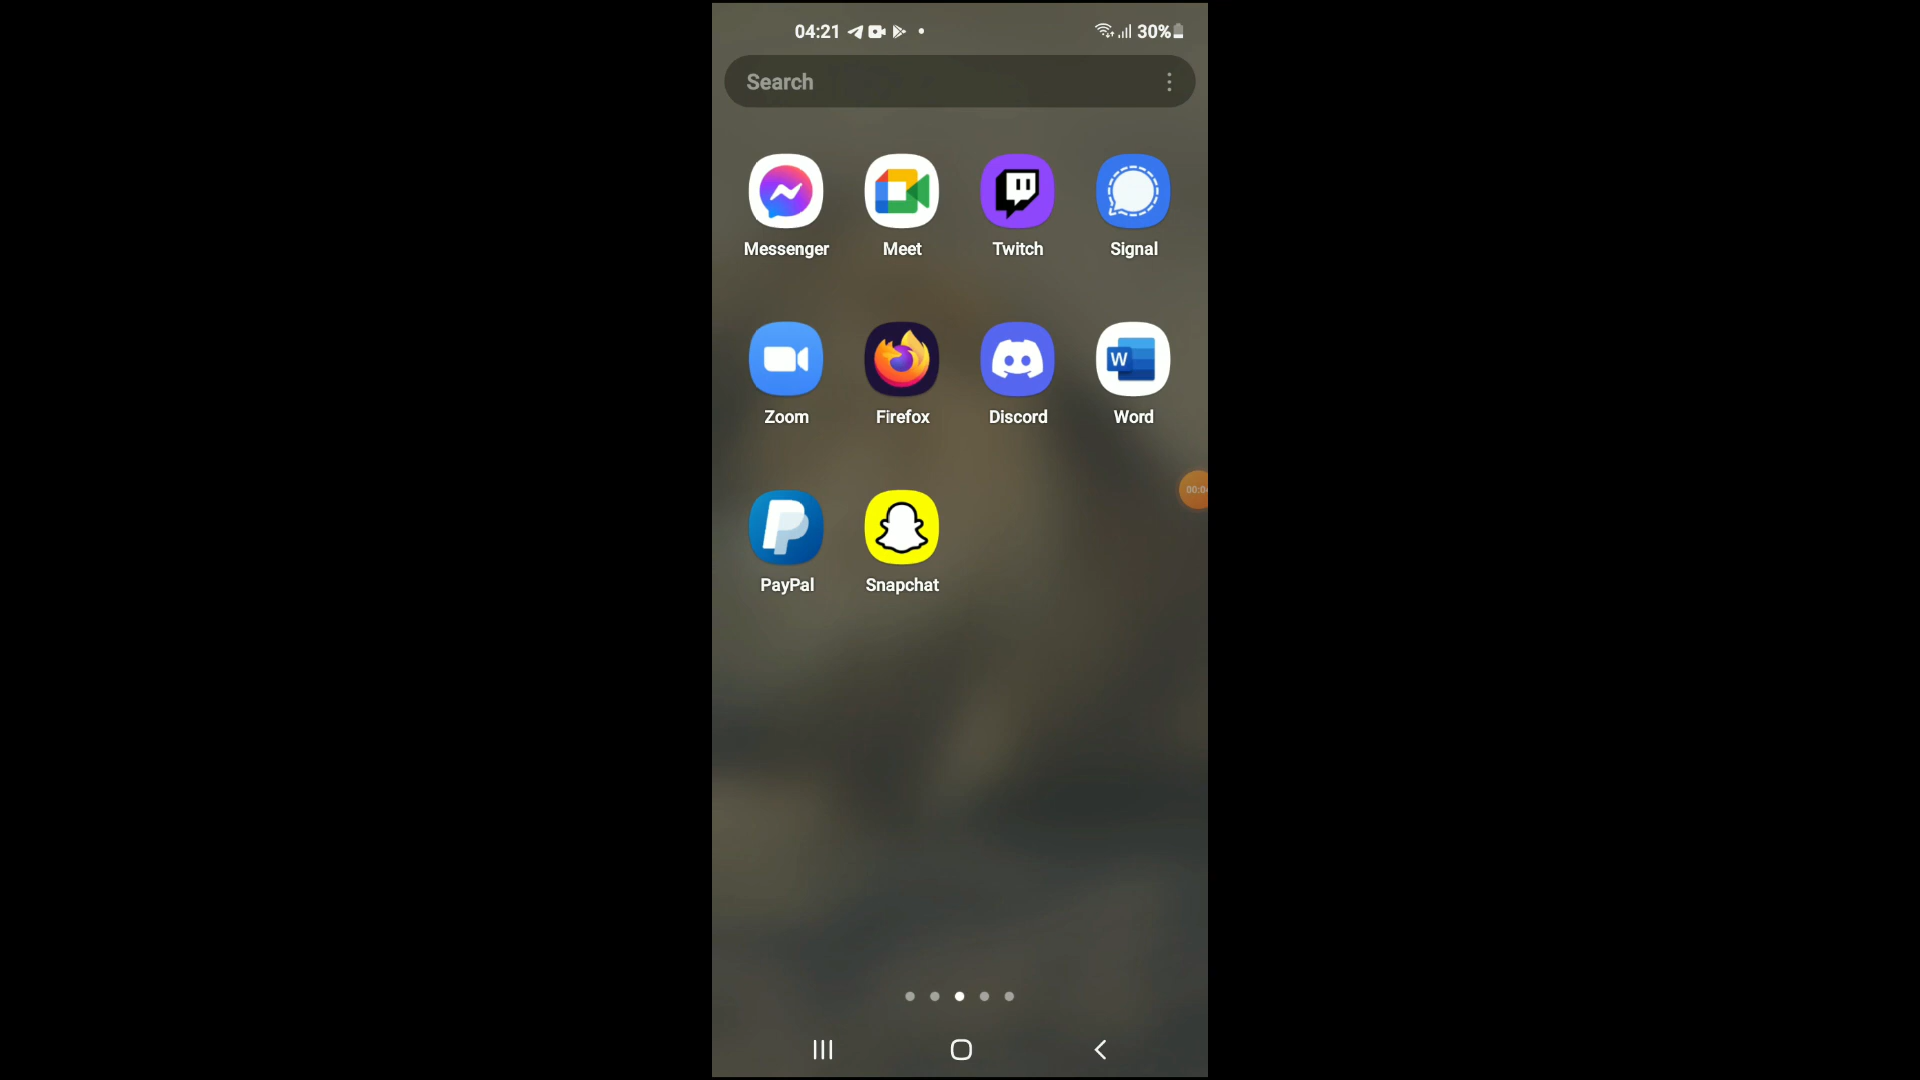 04:21 30%
Search
Messenger Meet Twitch Signal
W
Zoom Firefox Discord Word
PayPal Snapchat